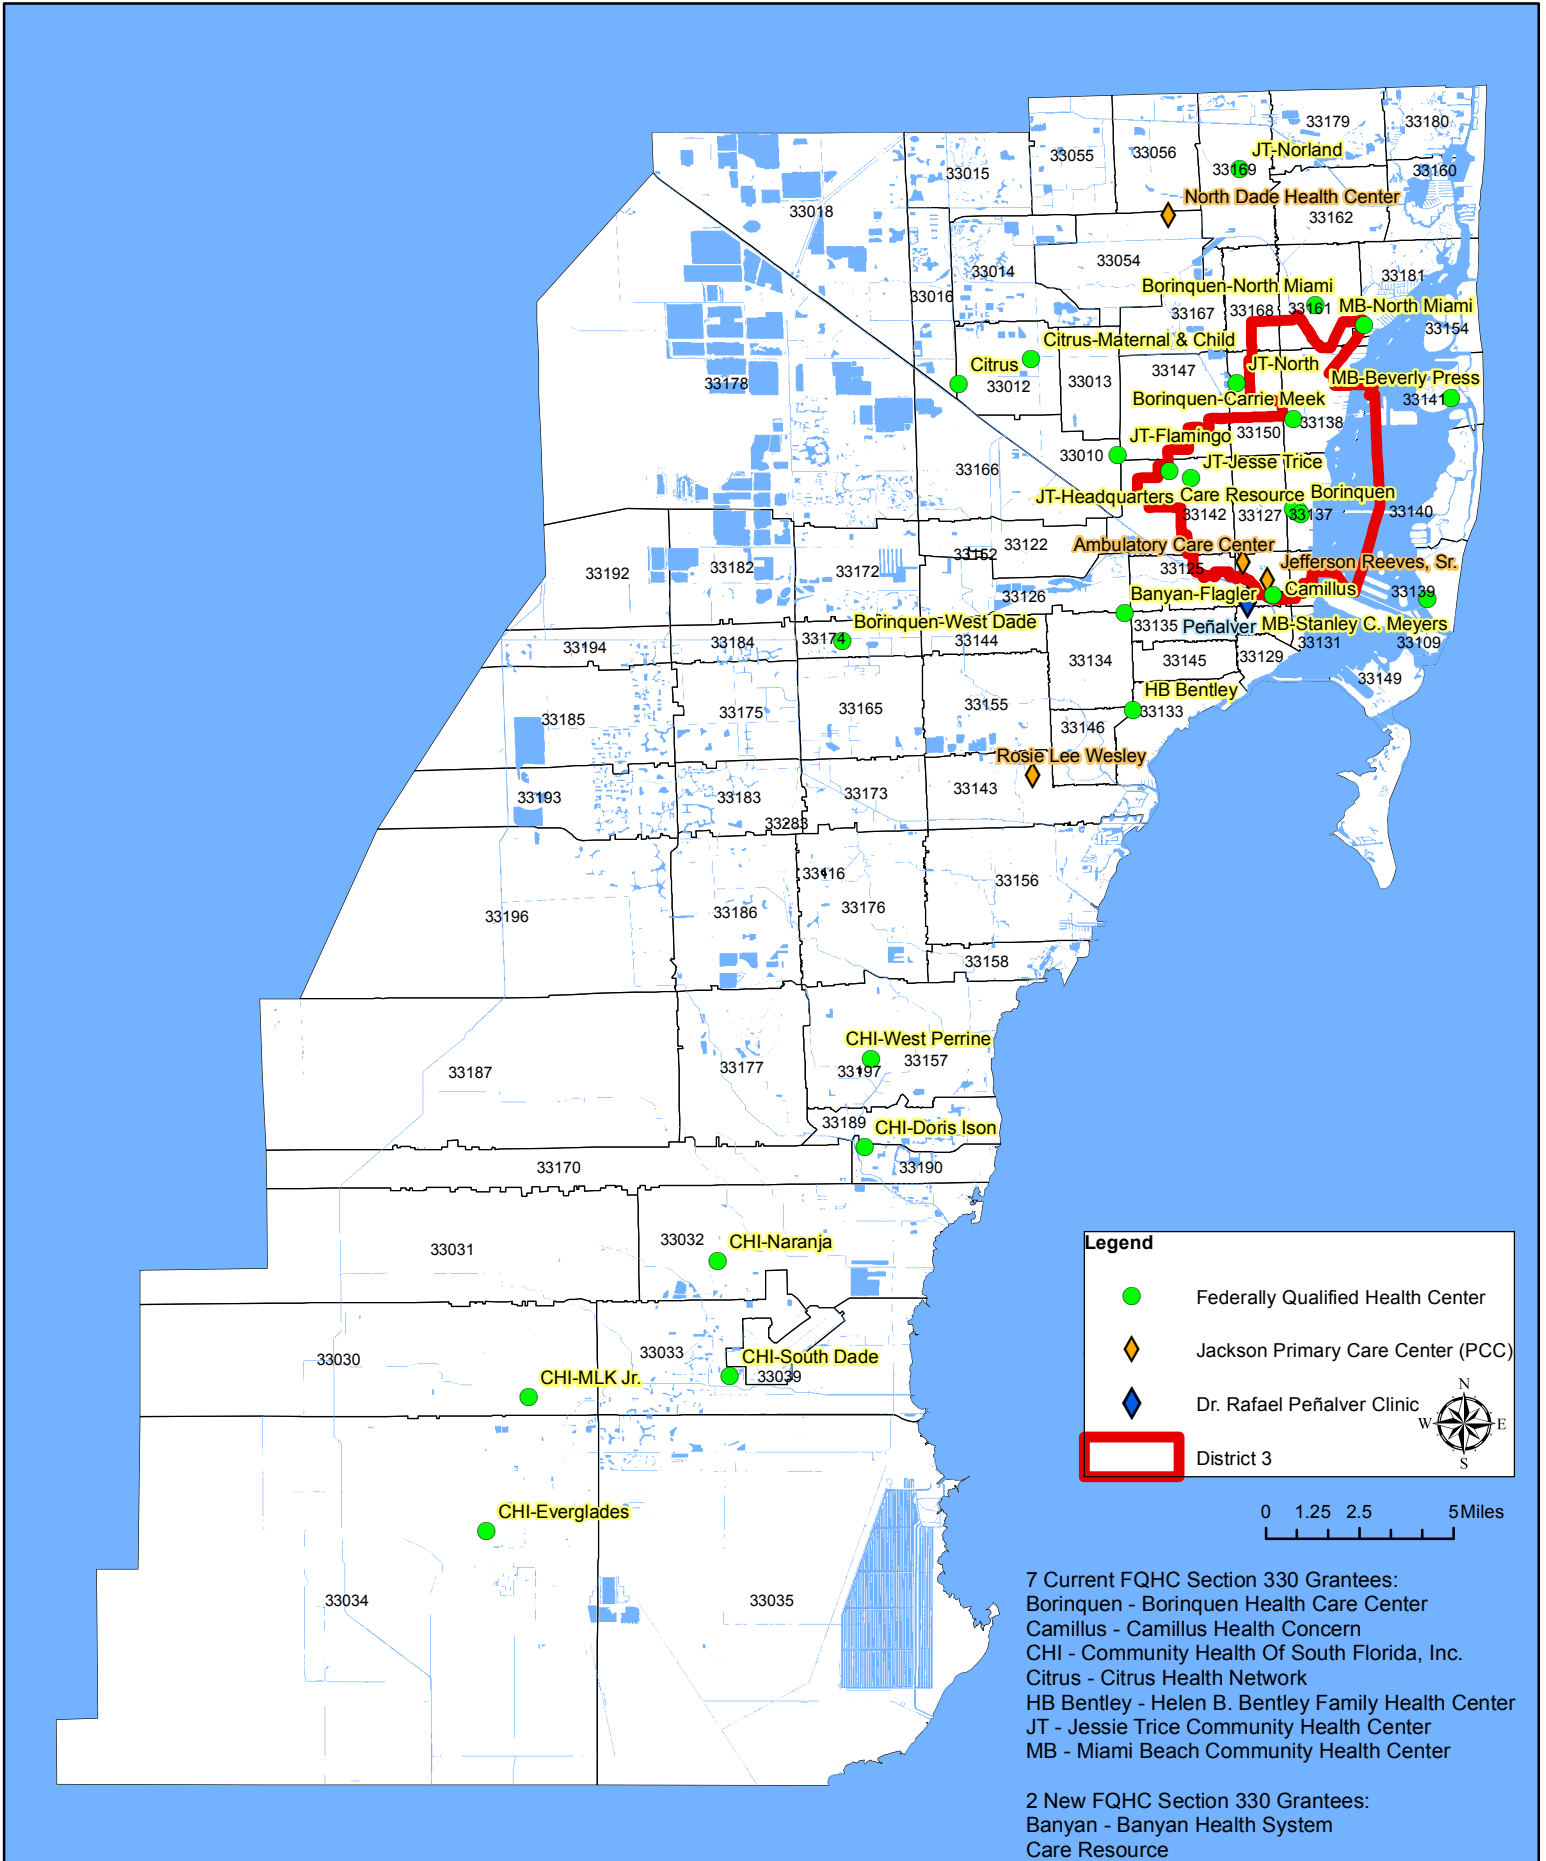 33179
33180
33055
33056
JT-Norland
33015
33169
33160
North Dade Health Center
33018
33162
33054
33014
33181
33016
Borinquen-North Miami
33167
33168
33161
MB-North Miami
33154
Citrus-Maternal & Child
Citrus
33012
33013
33147
JT-North
33178
MB-Beverly Press
33141
Borinquen-Carrie Meek
33138
33150
JT-Flamingo
33010
33166
JT-Jesse Trice
JT-Headquarters
Care Resource
Borinquen
33142
33127
33137
33140
33122
33152
Ambulatory Care Center
33192
33182
33172
33125
Jefferson Reeves, Sr.
33126
Banyan-Flagler
Camillus
33139
Borinquen-West Dade
33135
Peñalver
MB-Stanley C. Meyers
33194
33184
33174
33144
33131
33109
33134
33145
33129
33149
HB Bentley
33185
33175
33165
33155
33133
33146
Rosie Lee Wesley
33193
33183
33173
33143
33283
33116
33156
33196
33186
33176
33158
CHI-West Perrine
33187
33177
33197
33157
33189
CHI-Doris Ison
33170
33190
33031
33032
CHI-Naranja
33030
33033
CHI-South Dade
33039
CHI-MLK Jr.
CHI-Everglades
33034
33035
Legend
Federally Qualified Health Center
Jackson Primary Care Center (PCC)
Dr. Rafael Peñalver Clinic
District 3
N
W
E
S
0 1.25 2.5 5 Miles
7 Current FQHC Section 330 Grantees:
Borinquen - Borinquen Health Care Center
Camillus - Camillus Health Concern
CHI - Community Health Of South Florida, Inc.
Citrus - Citrus Health Network
HB Bentley - Helen B. Bentley Family Health Center
JT - Jessie Trice Community Health Center
MB - Miami Beach Community Health Center
2 New FQHC Section 330 Grantees:
Banyan - Banyan Health System
Care Resource